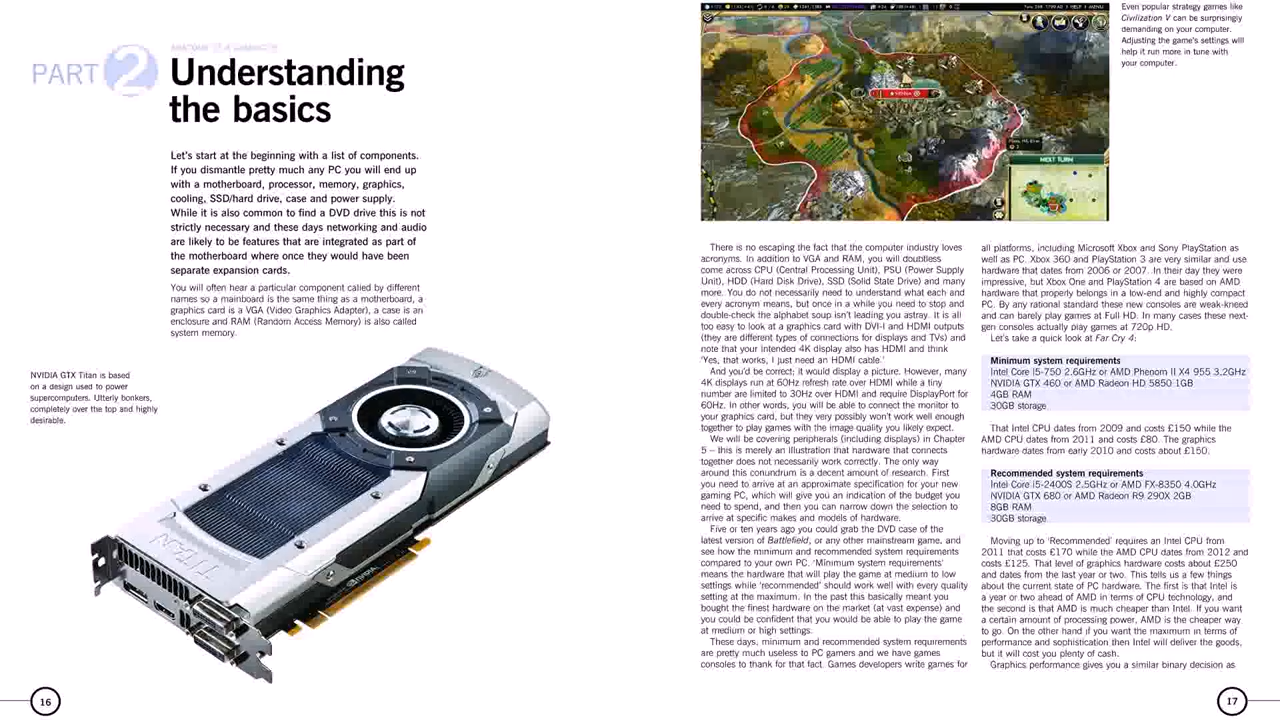 PART 2
Understanding
the basics
Let's start at the beginning with a list of components.
If you dismantle pretty much any PC you will end up
with a motherboard, processor, memory, graphics,
cooling, SSD/hard drive, case and power supply.
While it is also common to find a DVD drive this is not
strictly necessary and these days networking and audio
are likely to be features that are integrated as part of
the motherboard where once they would have been
separate expansion cards.
You will often hear a particular component called by different
names so a mainboard is the same thing as a motherboard, a
graphics card is a VGA (Video Graphics Adapter), a case is an
enclosure and RAM (Random Access Memory) is also called
system memory.
NVIDIA GTX Titan is based
on a design used to power
supercomputers. Utterly bonkers,
completely over the top and highly
desirable.
TITAN
NVIDIA
16
Even popular strategy games like
Civilization V can be surprisingly
demanding on your computer.
Adjusting the game's settings will
help it run more in tune with
your computer.
NEXT TURN
There is no escaping the fact that the computer industry loves
acronyms. In addition to VGA and RAM, you will doubtless
come across CPU (Central Processing Unit), PSU (Power Supply
Unit), HDD (Hard Disk Drive), SSD (Solid State Drive) and many
more. You do not necessarily need to understand what each and
every acronym means, but once in a while you need to stop and
double-check the alphabet soup isn't leading you astray. It is all
too easy to look at a graphics card with DVI-I and HDMI outputs
(they are different types of connections for displays and TVs) and
note that your intended 4K display also has HDMI and think
'Yes, that works, I just need an HDMI cable.'
And you'd be correct; it would display a picture. However, many
4K displays run at 60Hz refresh rate over HDMI while a tiny
number are limited to 30Hz over HDMI and require DisplayPort for
60Hz. In other words, you will be able to connect the monitor to
your graphics card, but they very possibly won't work well enough
together to play games with the image quality you likely expect.
We will be covering peripherals (including displays) in Chapter
5 – this is merely an illustration that hardware that connects
together does not necessarily work correctly. The only way
around this conundrum is a decent amount of research. First
you need to arrive at an approximate specification for your new
gaming PC, which will give you an indication of the budget you
need to spend, and then you can narrow down the selection to
arrive at specific makes and models of hardware.
Five or ten years ago you could grab the DVD case of the
latest version of Battlefield, or any other mainstream game, and
see how the minimum and recommended system requirements
compared to your own PC. 'Minimum system requirements'
means the hardware that will play the game at medium to low
settings while 'recommended' should work well with every quality
setting at the maximum. In the past this basically meant you
bought the finest hardware on the market (at vast expense) and
you could be confident that you would be able to play the game
at medium or high settings.
These days, minimum and recommended system requirements
are pretty much useless to PC gamers and we have games
consoles to thank for that fact. Games developers write games for
all platforms, including Microsoft Xbox and Sony PlayStation as
well as PC. Xbox 360 and PlayStation 3 are very similar and use
hardware that dates from 2006 or 2007. In their day they were
impressive, but Xbox One and PlayStation 4 are based on AMD
hardware that properly belongs in a low-end and highly compact
PC. By any rational standard these new consoles are weak-kneed
and can barely play games at Full HD. In many cases these next-
gen consoles actually play games at 720p HD.
Let's take a quick look at Far Cry 4:
Minimum system requirements
Intel Core i5-750 2.6GHz or AMD Phenom II X4 955 3.2GHz
NVIDIA GTX 460 or AMD Radeon HD 5850 1GB
4GB RAM
30GB storage
That Intel CPU dates from 2009 and costs £150 while the
AMD CPU dates from 2011 and costs £80. The graphics
hardware dates from early 2010 and costs about £150.
Recommended system requirements
Intel Core i5-2400S 2.5GHz or AMD FX-8350 4.0GHz
NVIDIA GTX 680 or AMD Radeon R9 290X 2GB
8GB RAM
30GB storage
Moving up to 'Recommended' requires an Intel CPU from
2011 that costs £170 while the AMD CPU dates from 2012 and
costs £125. That level of graphics hardware costs about £250
and dates from the last year or two. This tells us a few things
about the current state of PC hardware. The first is that Intel is
a year or two ahead of AMD in terms of CPU technology, and
the second is that AMD is much cheaper than Intel. If you want
a certain amount of processing power, AMD is the cheaper way
to go. On the other hand if you want the maximum in terms of
performance and sophistication then Intel will deliver the goods,
but it will cost you plenty of cash.
Graphics performance gives you a similar binary decision as
17